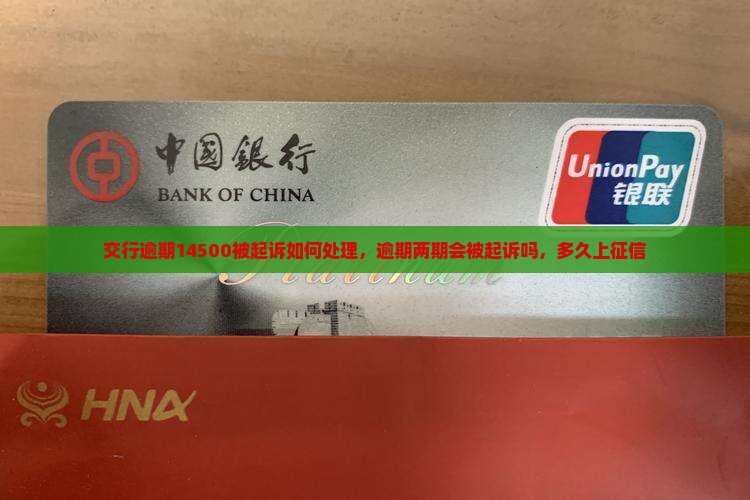 中國銀行
BANK OF CHINA
UnionPay
银联
交行逾期14500被起诉如何处理，逾期两期会被起诉吗，多久上征信
Platinum
HNA